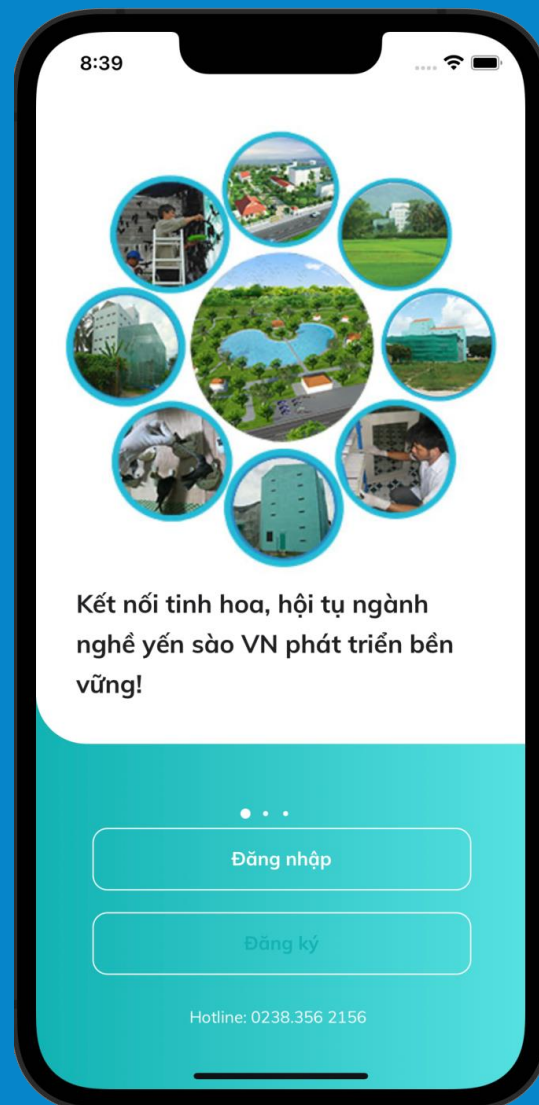 8:39
Kết nối tinh hoa, hội tụ ngành
nghề yến sào VN phát triển bền
vững!
Đăng nhập
Đăng ký
Hotline: 0238.356 2156